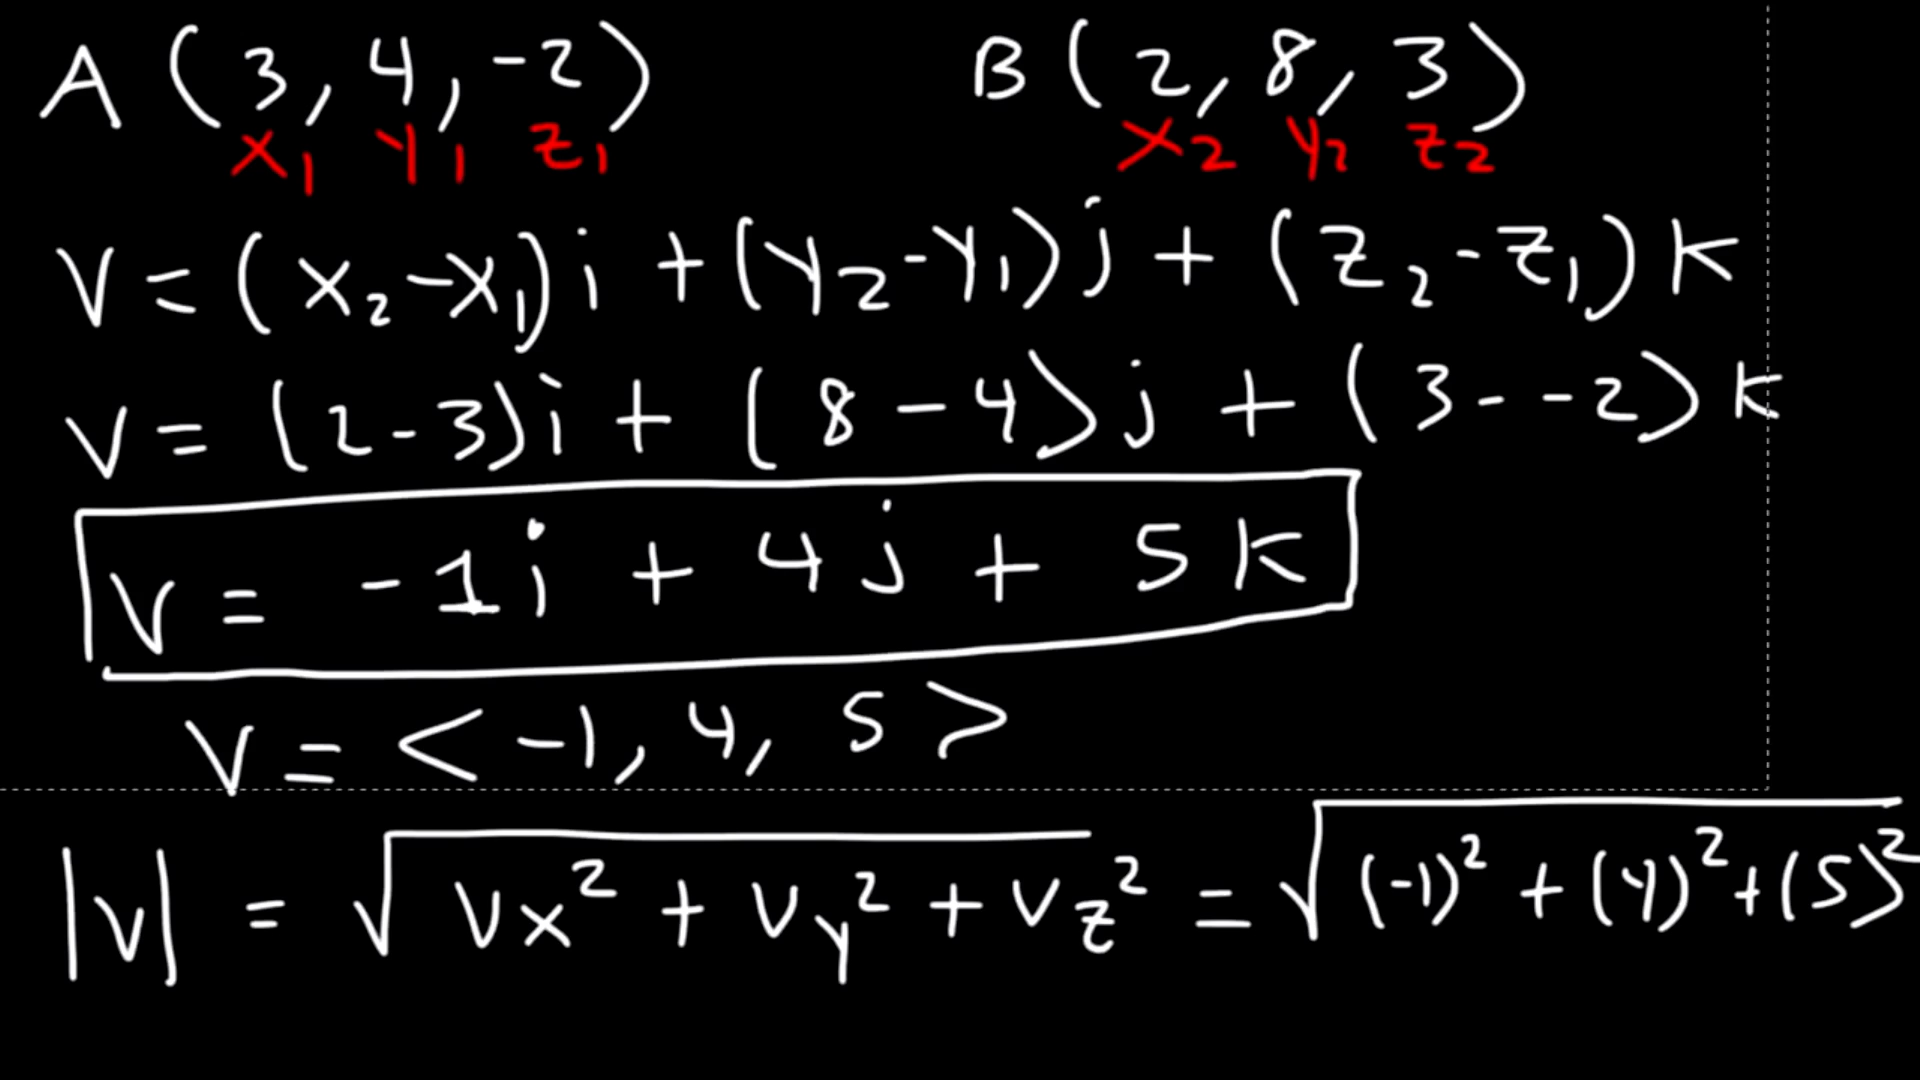 A (3, 4, -2) B (2, 8, 3)
x₁ y₁ z₁ x₂ y₂ z₂
V = (x₂-x₁)i + (y₂-y₁)j + (z₂-z₁)k
V = (2-3)i + (8-4)j + (3--2)k
V = -1i + 4j + 5k
V = <-1, 4, 5>
|V| = √(Vx² + Vy² + Vz²) = √((-1)² + (4)² + (5)²)